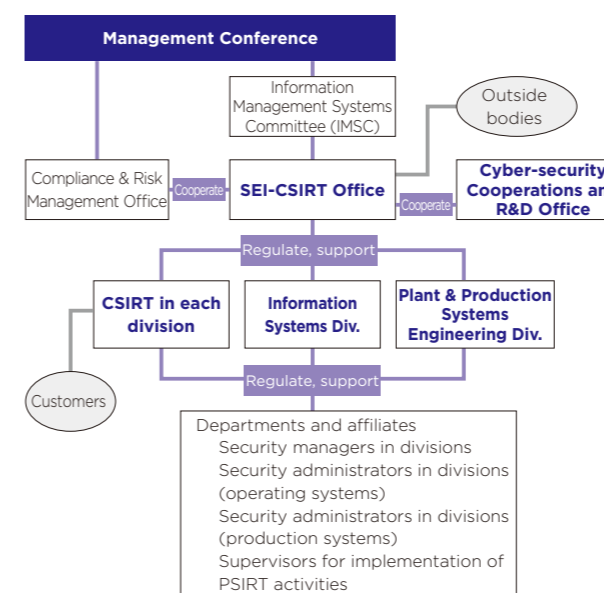 Management Conference
Information
Management Systems
Committee (IMSC)
Outside
bodies
Compliance & Risk
Management Office
Cooperate
SEI-CSIRT Office
Cooperate
Cyber-security
Cooperations an
R&D Office
Regulate, support
CSIRT in each
division
Information
Systems Div.
Plant & Production
Systems
Engineering Div.
Customers
Regulate, support
Departments and affiliates
Security managers in divisions
Security administrators in divisions
(operating systems)
Security administrators in divisions
(production systems)
Supervisors for implementation of
PSIRT activities